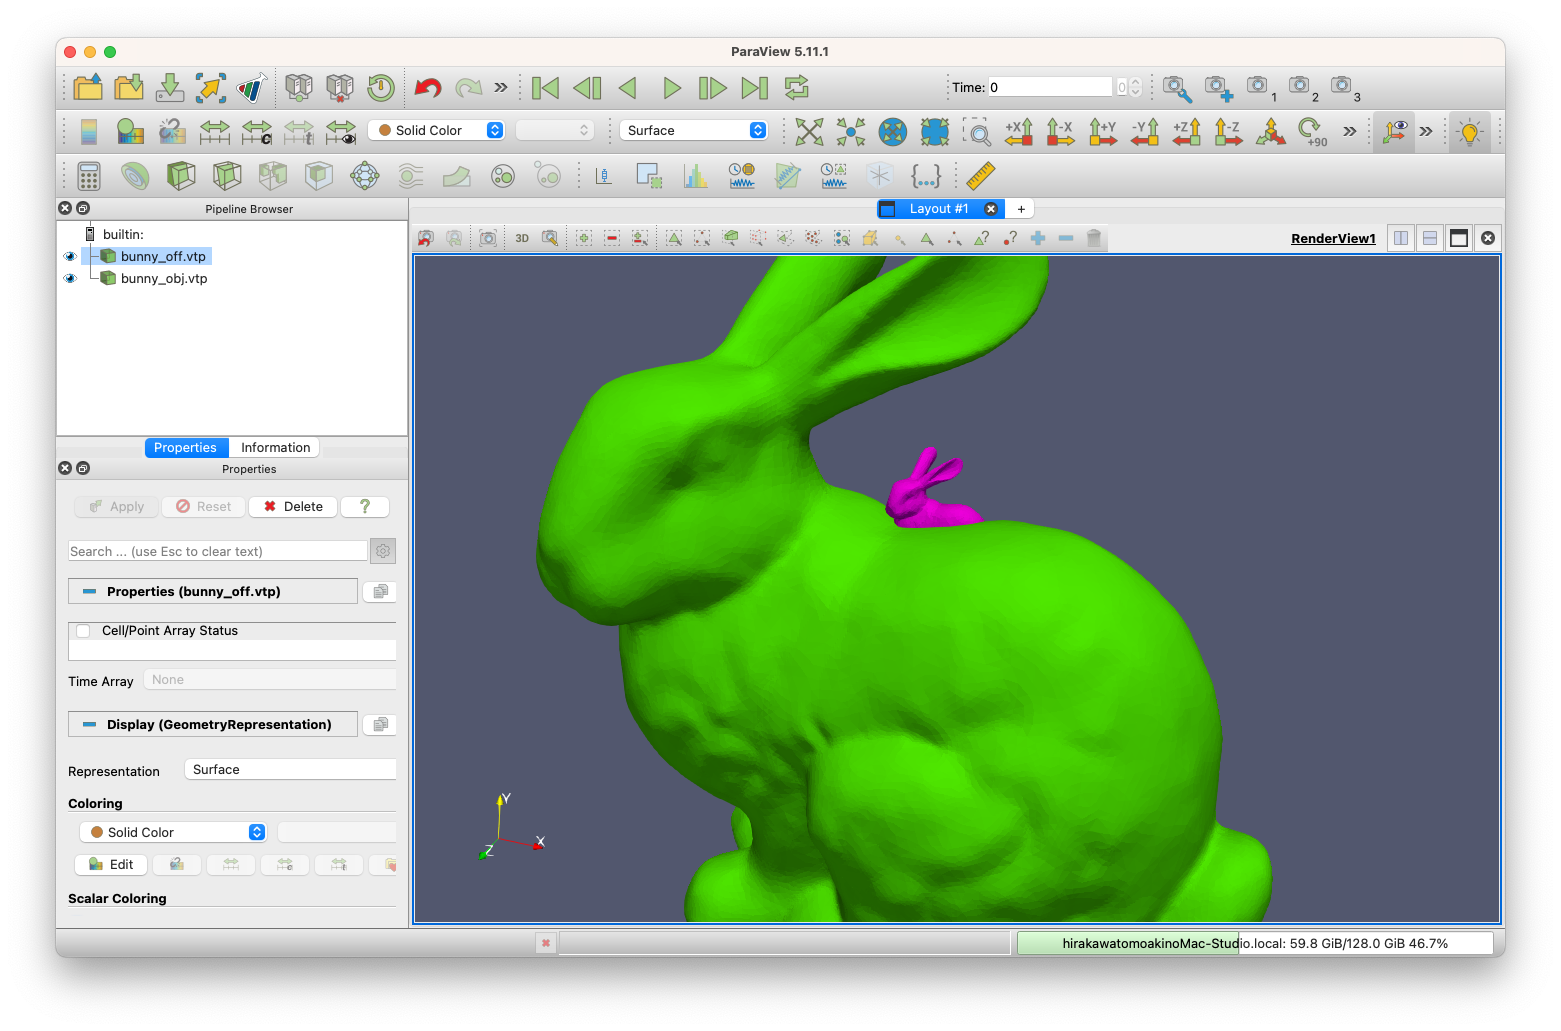 ParaView 5.11.1
Time: 0 0
1 2 3
Solid Color Surface
+X -X +Y -Y +Z -Z +90
Pipeline Browser
Layout #1 +
builtin:
bunny_off.vtp
bunny_obj.vtp
3D RenderView1
Properties Information
Properties
Apply Reset Delete ?
Search ... (use Esc to clear text)
Properties (bunny_off.vtp)
Cell/Point Array Status
Time Array None
Display (GeometryRepresentation)
Representation Surface
Coloring
Solid Color
Edit
Scalar Coloring
Y
X
Z
hirakawatomoakinoMac-Studio.local: 59.8 GiB/128.0 GiB 46.7%